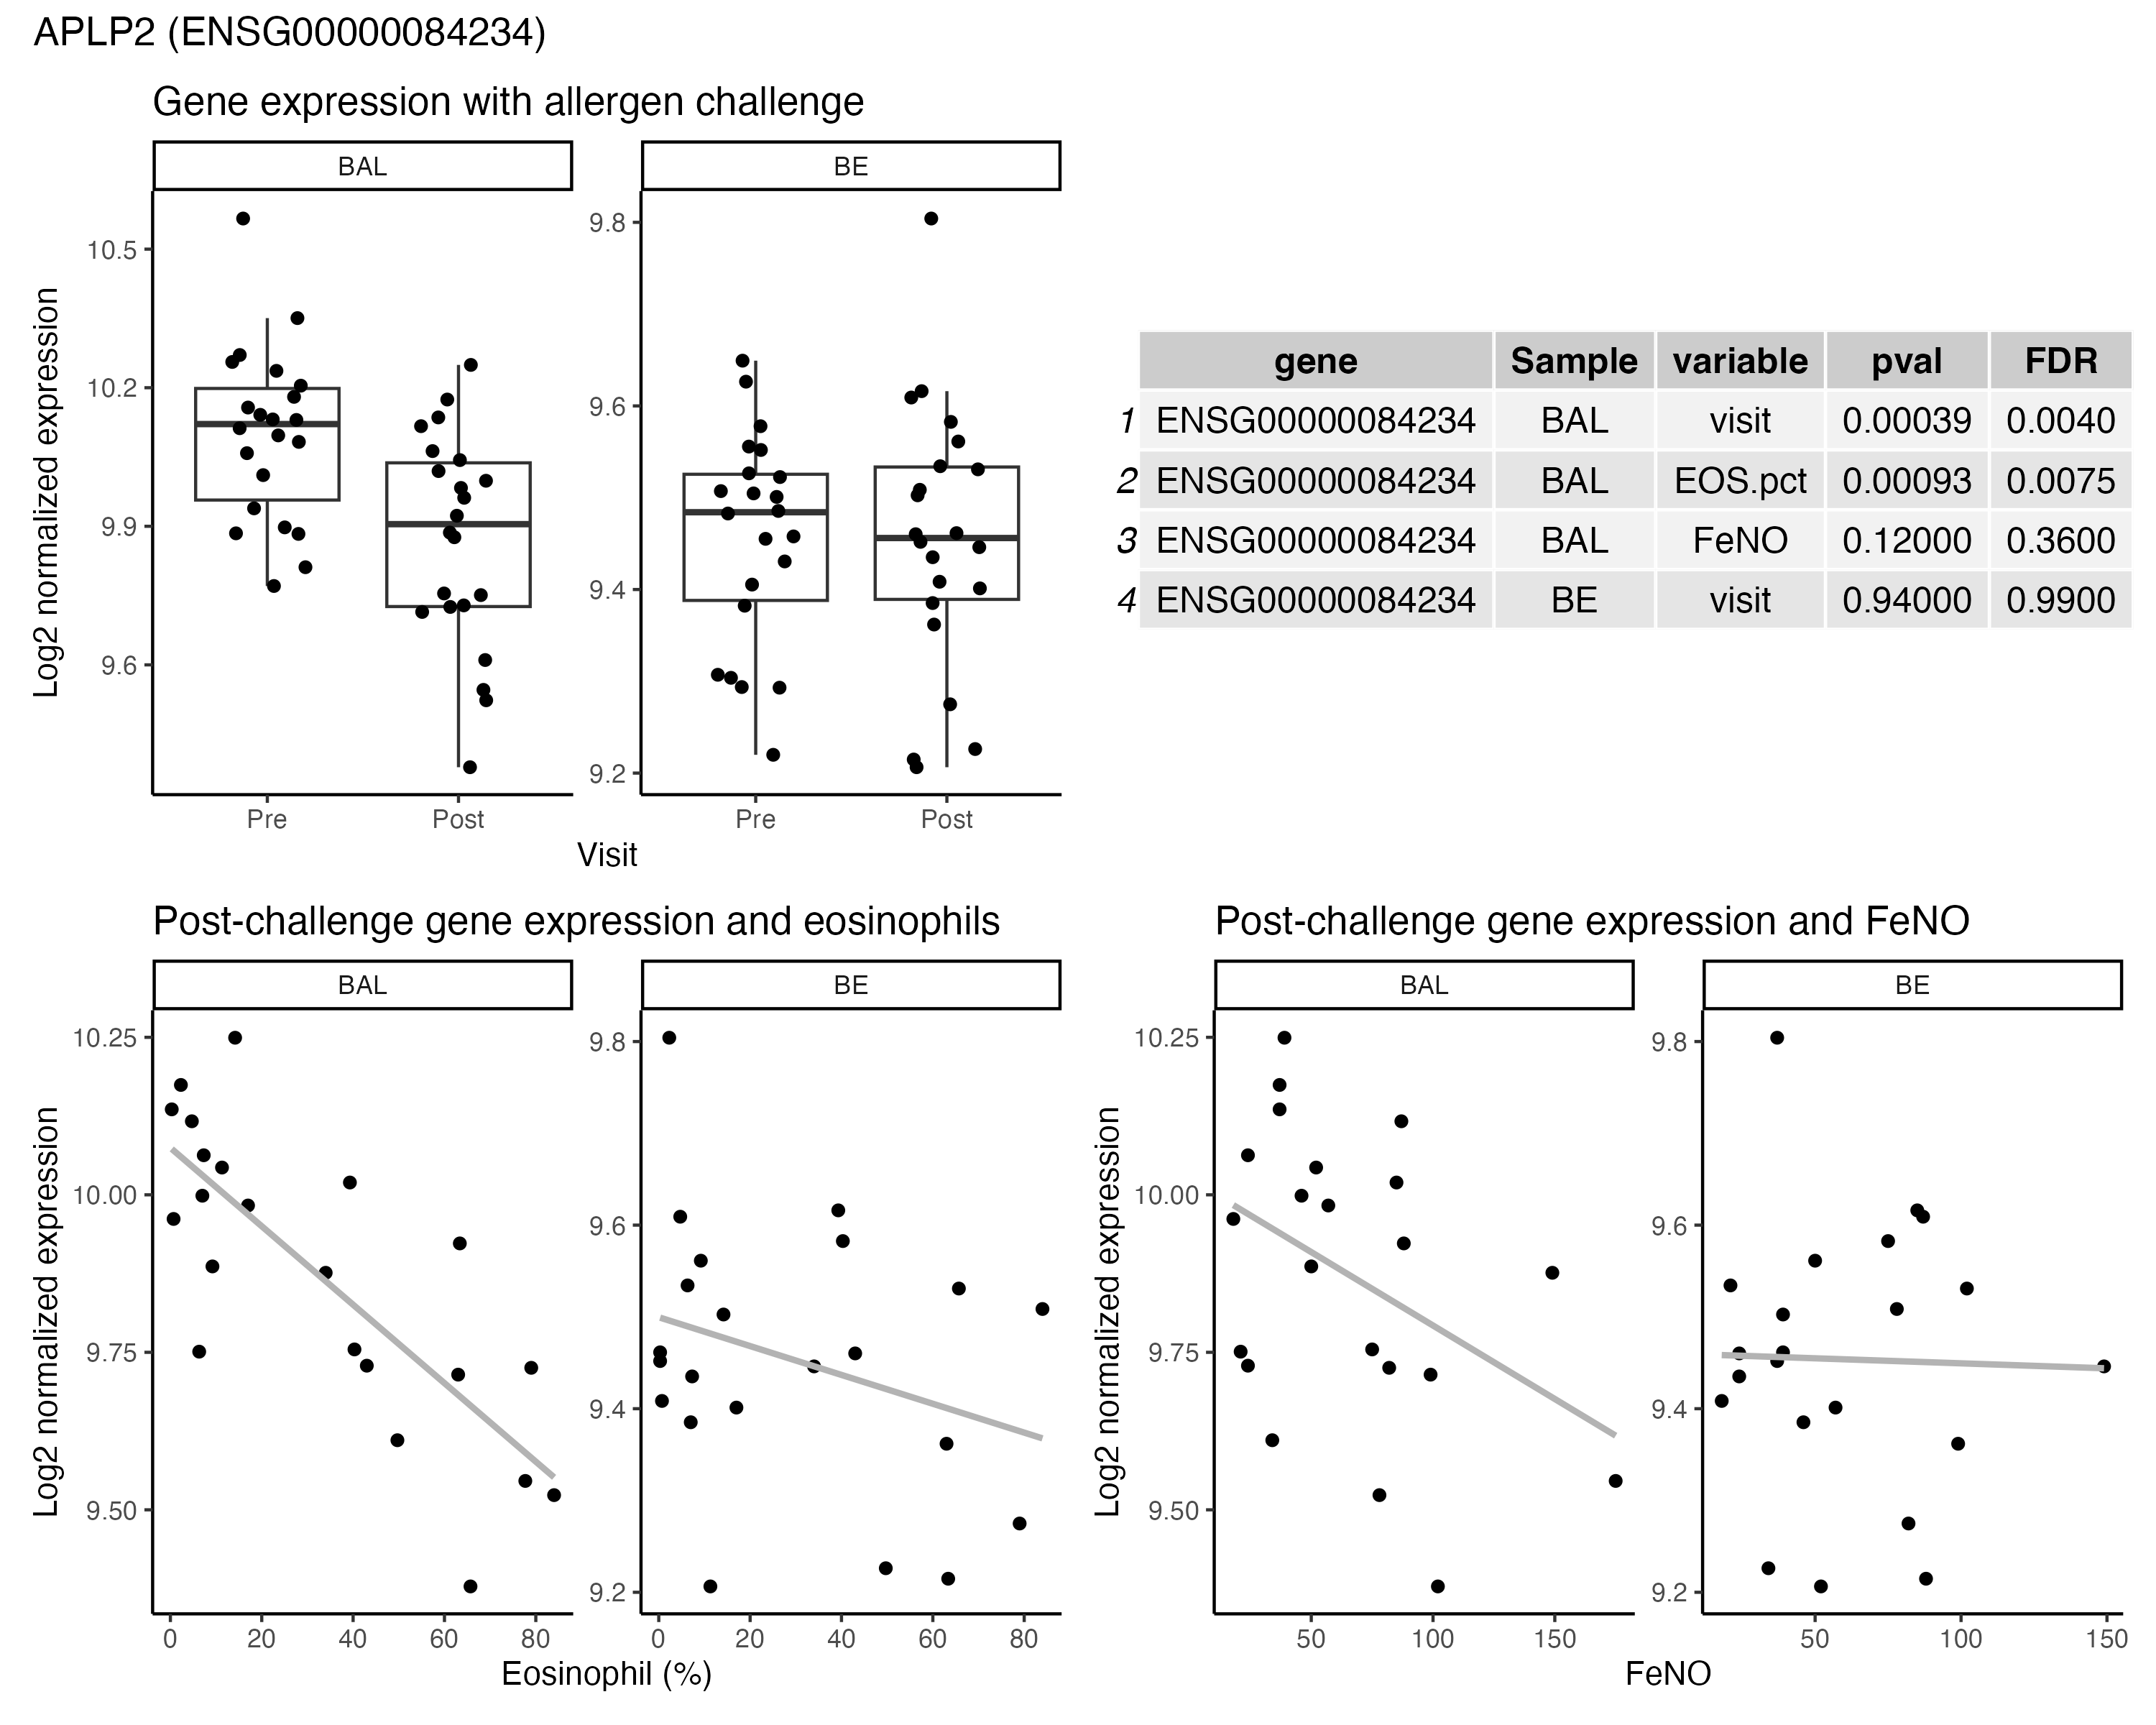 APLP2 (ENSG00000084234)
Gene expression with allergen challenge
BAL
BE
Log2 normalized expression
10.5
10.2
9.9
9.6
9.8
9.6
9.4
9.2
Pre
Post
Pre
Post
Visit
gene Sample variable pval FDR
1 ENSG00000084234 BAL visit 0.00039 0.0040
2 ENSG00000084234 BAL EOS.pct 0.00093 0.0075
3 ENSG00000084234 BAL FeNO 0.12000 0.3600
4 ENSG00000084234 BE visit 0.94000 0.9900
Post-challenge gene expression and eosinophils
BAL
BE
Log2 normalized expression
10.25
10.00
9.75
9.50
9.8
9.6
9.4
9.2
0 20 40 60 80
0 20 40 60 80
Eosinophil (%)
Post-challenge gene expression and FeNO
BAL
BE
Log2 normalized expression
10.25
10.00
9.75
9.50
9.8
9.6
9.4
9.2
50 100 150
50 100 150
FeNO